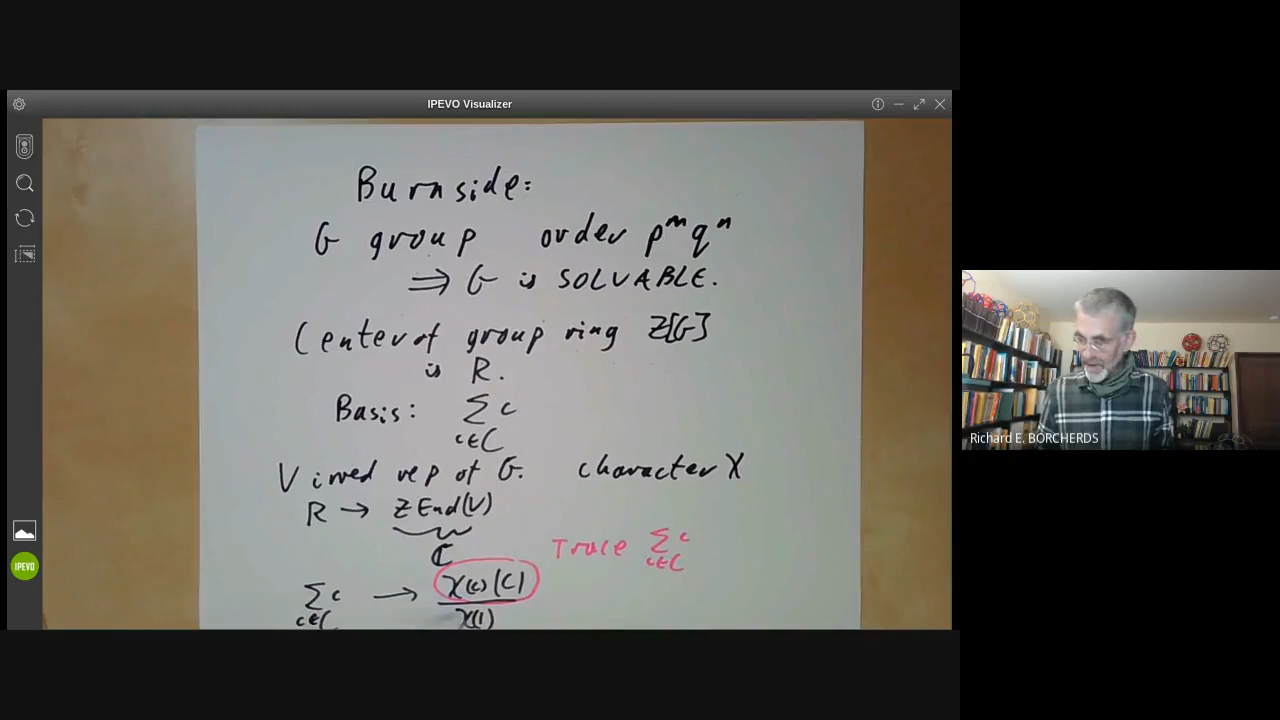 IPEVO Visualizer
Burnside:
G group order pᵐqⁿ
⇒ G is SOLVABLE.
Center of group ring Z[G]
is R.
Basis: ∑ c
c∈C
V irred rep of G. character χ
R → Z End(V)
ℂ
Trace ∑ c
c∈C
∑ c → χ(c)|C|
c∈C χ(1)
IPEVO
Richard E. BORCHERDS